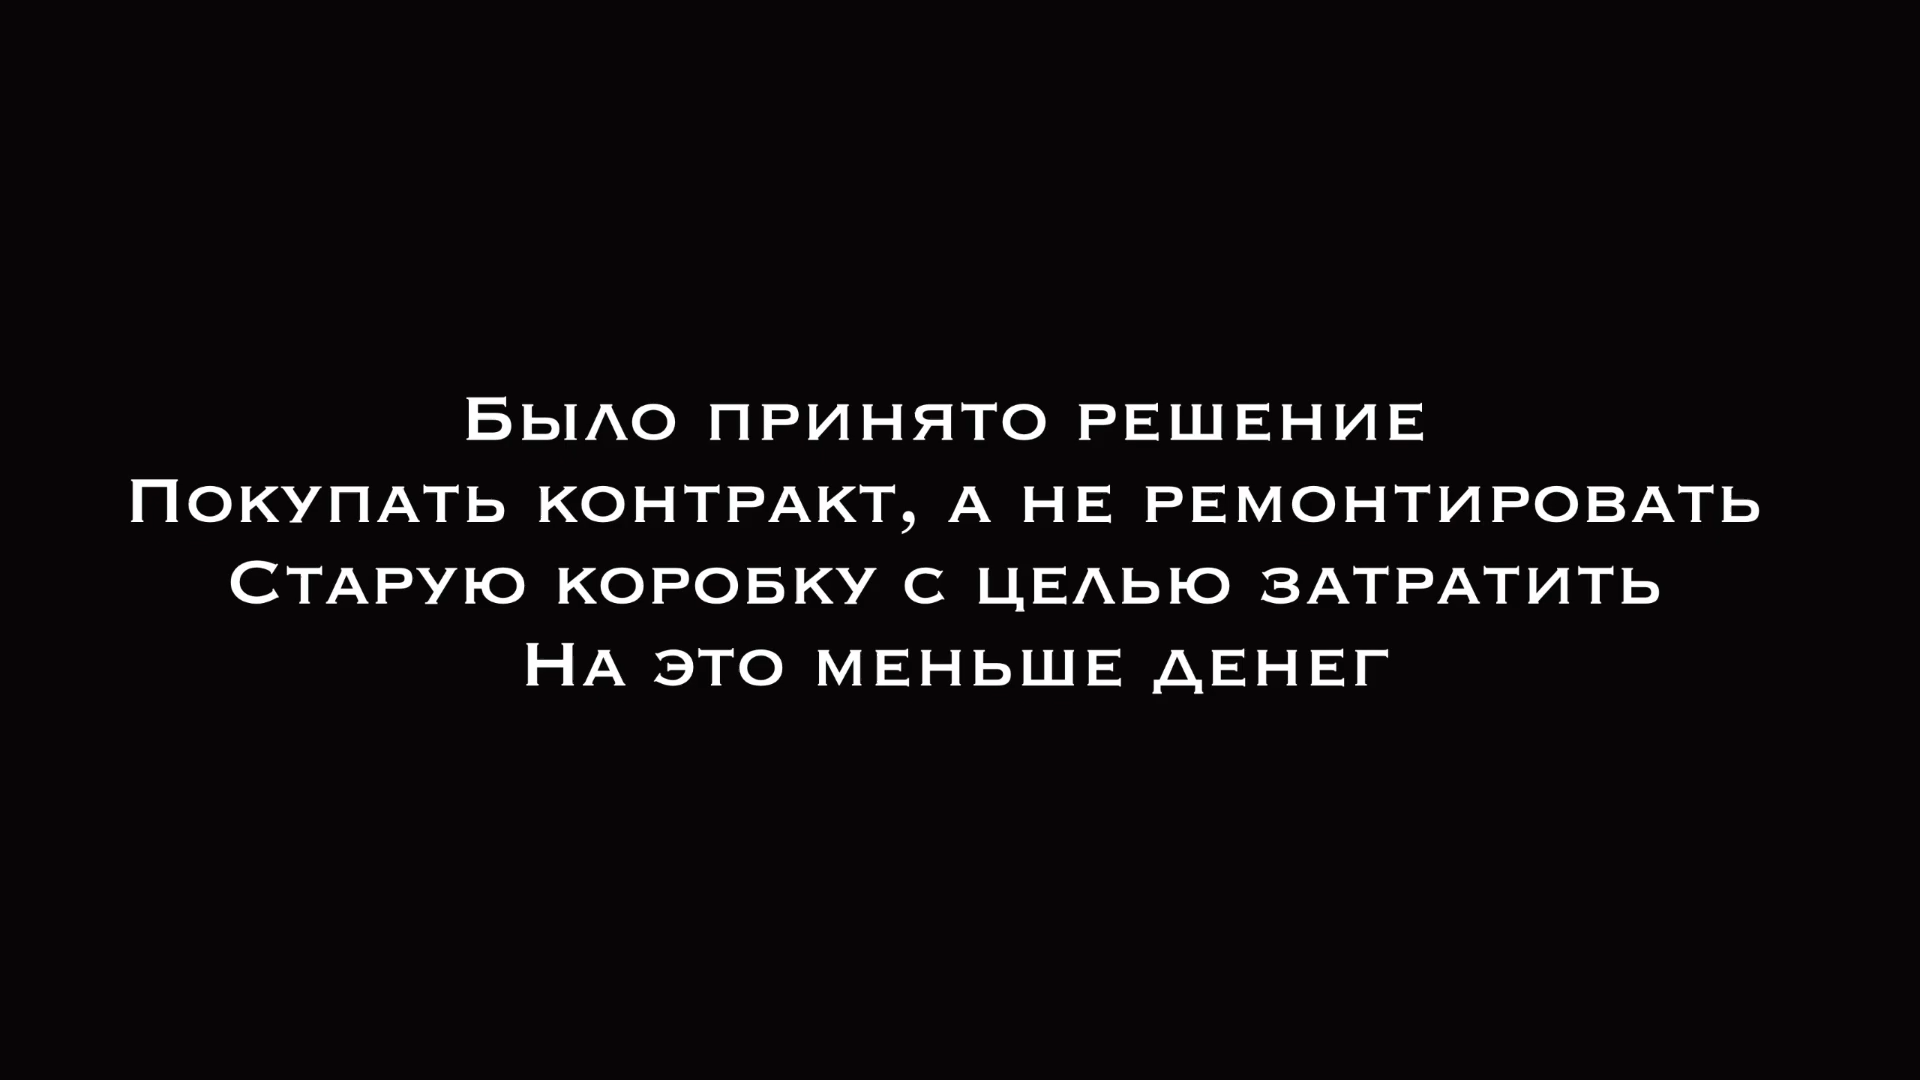 Было принято решение
Покупать контракт, а не ремонтировать
Старую коробку с целью затратить
На это меньше денег